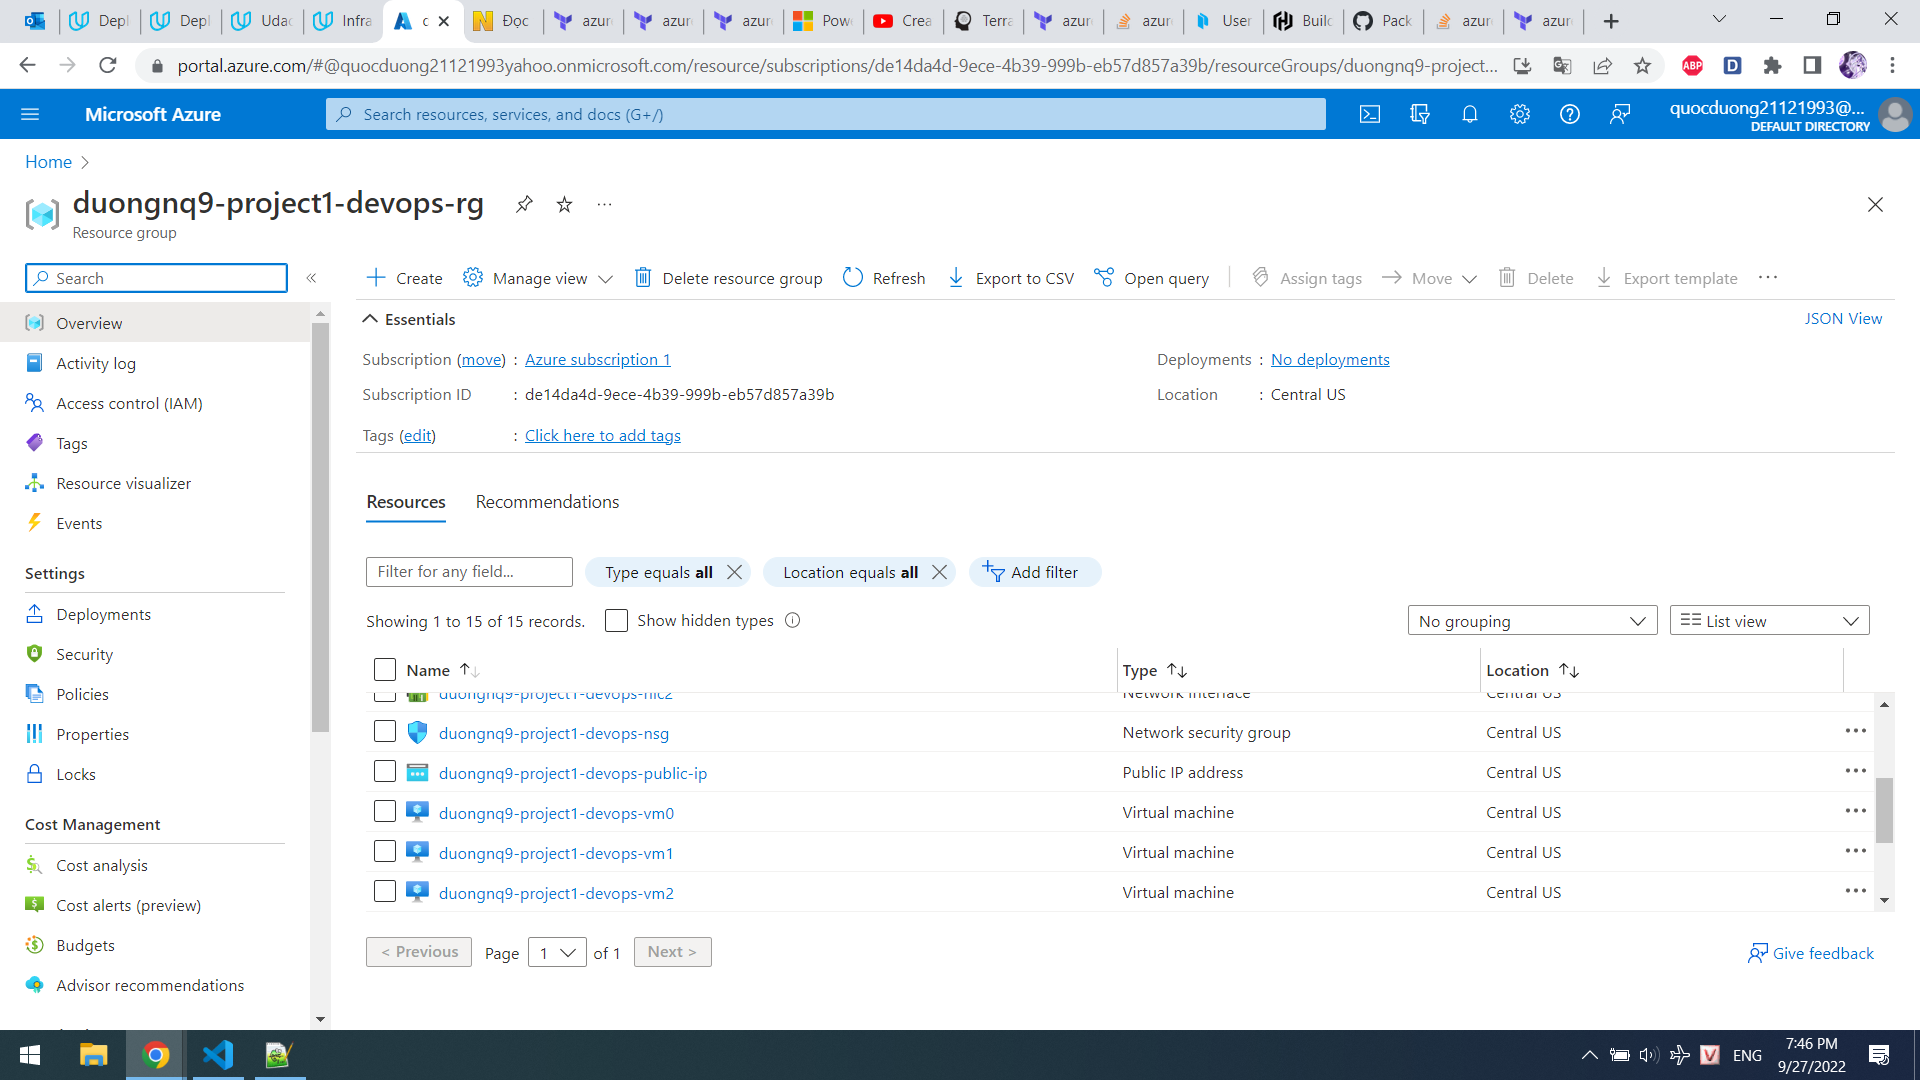 Depl
Depl
Udac
Infra
Đọc
azure
azure
azure
Powe
Crea
Terra
azure
azure
User
Build
Pack
azure
azure
portal.azure.com/#@quocduong21121993yahoo.onmicrosoft.com/resource/subscriptions/de14da4d-9ece-4b39-999b-eb57d857a39b/resourceGroups/duongnq9-project...
ABP
D
Microsoft Azure
Search resources, services, and docs (G+/)
quocduong21121993@...
DEFAULT DIRECTORY
Home
duongnq9-project1-devops-rg
Resource group
Search
Create
Manage view
Delete resource group
Refresh
Export to CSV
Open query
Assign tags
Move
Delete
Export template
Overview
Activity log
Access control (IAM)
Tags
Resource visualizer
Events
Settings
Deployments
Security
Policies
Properties
Locks
Cost Management
Cost analysis
Cost alerts (preview)
Budgets
Advisor recommendations
Essentials
JSON View
Subscription (move) : Azure subscription 1
Deployments : No deployments
Subscription ID : de14da4d-9ece-4b39-999b-eb57d857a39b
Location : Central US
Tags (edit) : Click here to add tags
Resources
Recommendations
Filter for any field...
Type equals all
Location equals all
Add filter
Showing 1 to 15 of 15 records.
Show hidden types
No grouping
List view
Name
Type
Location
duongnq9-project1-devops-nic2 Network interface Central US
duongnq9-project1-devops-nsg Network security group Central US
duongnq9-project1-devops-public-ip Public IP address Central US
duongnq9-project1-devops-vm0 Virtual machine Central US
duongnq9-project1-devops-vm1 Virtual machine Central US
duongnq9-project1-devops-vm2 Virtual machine Central US
< Previous
Page 1 of 1
Next >
Give feedback
V
ENG
7:46 PM
9/27/2022